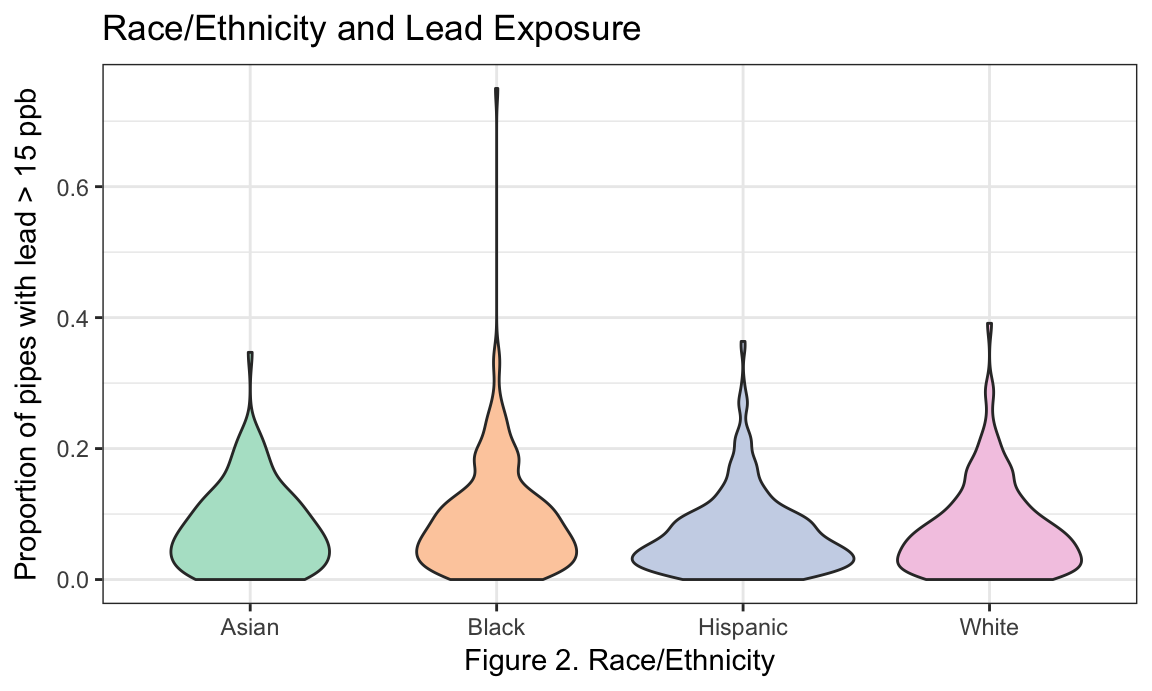 Race/Ethnicity and Lead Exposure
Proportion of pipes with lead > 15 ppb
0.6
0.4
0.2
0.0
Asian
Black
Hispanic
White
Figure 2. Race/Ethnicity